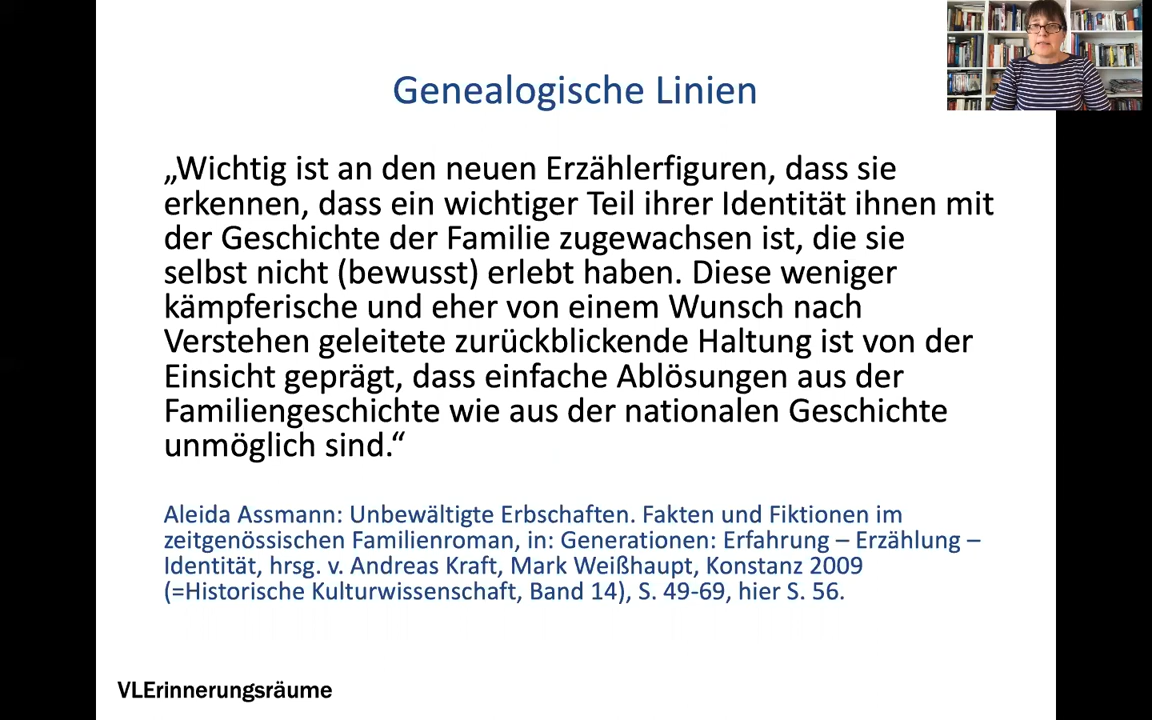 Genealogische Linien
„Wichtig ist an den neuen Erzählerfiguren, dass sie
erkennen, dass ein wichtiger Teil ihrer Identität ihnen mit
der Geschichte der Familie zugewachsen ist, die sie
selbst nicht (bewusst) erlebt haben. Diese weniger
kämpferische und eher von einem Wunsch nach
Verstehen geleitete zurückblickende Haltung ist von der
Einsicht geprägt, dass einfache Ablösungen aus der
Familiengeschichte wie aus der nationalen Geschichte
unmöglich sind.“
Aleida Assmann: Unbewältigte Erbschaften. Fakten und Fiktionen im
zeitgenössischen Familienroman, in: Generationen: Erfahrung – Erzählung –
Identität, hrsg. v. Andreas Kraft, Mark Weißhaupt, Konstanz 2009
(=Historische Kulturwissenschaft, Band 14), S. 49-69, hier S. 56.
VLErinnerungsräume